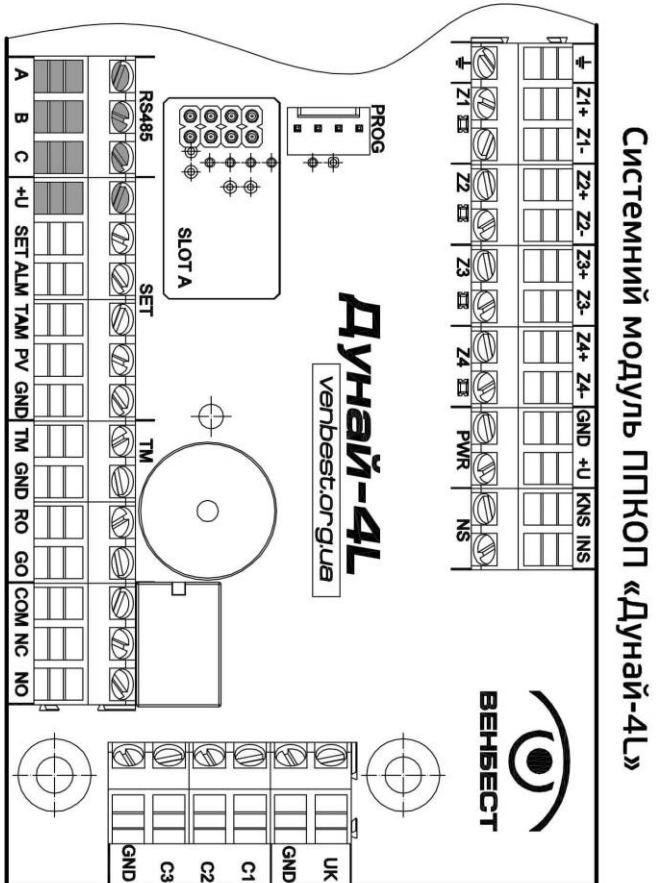 Системний модуль ППКОП «Дунай-4L»
⏚ Z1+ Z1- Z2+ Z2- Z3+ Z3- Z4+ Z4- GND +U KNS INS
⏚ Z1 Z2 Z3 Z4 PWR NS
PROG
SLOT A
Дунай-4L
venbest.org.ua
ВЕНБЕСТ
RS485 SET TM
A B C +U SET ALM TAM PV GND TM GND RO GO COM NC NO
UK
GND
C1
C2
C3
GND